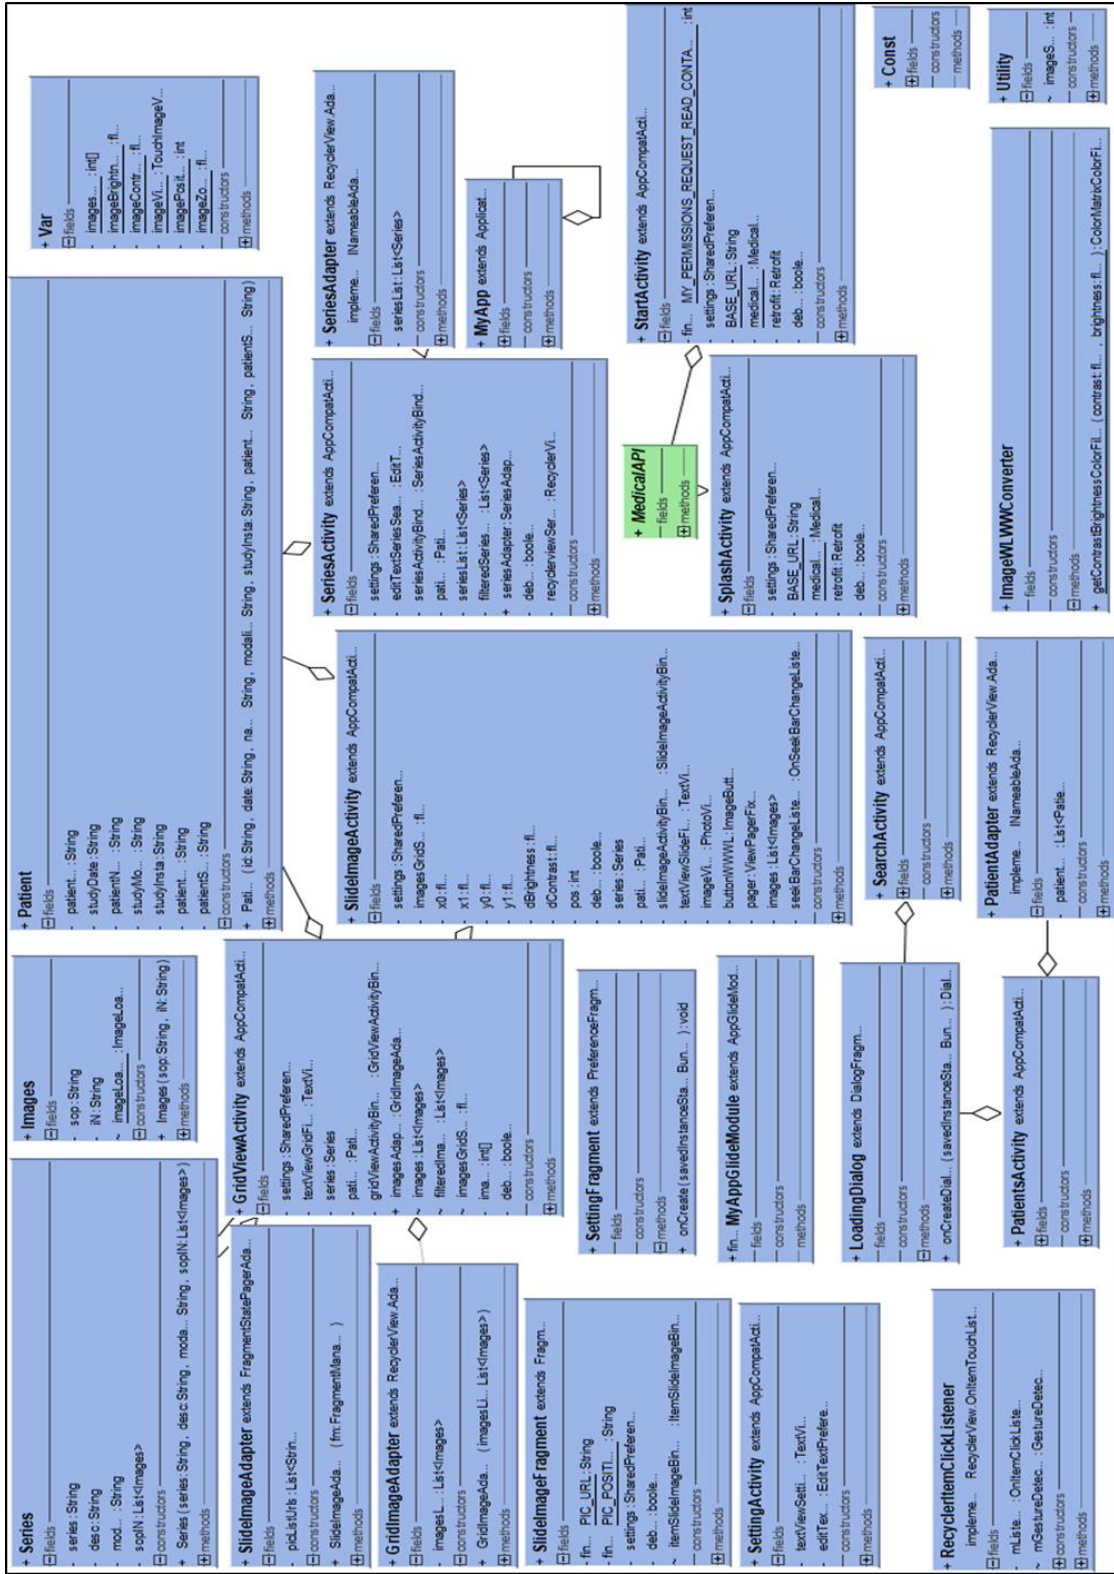 + Series
fields
- series : String
- desc : String
- mod... : String
- sopIN : List<Images>
constructors
+ Series ( series : String , desc : String , moda... String , sopIN : List<Images> )
methods
+ Images
fields
- sop : String
- iN : String
~ imageLoa... : ImageLoa...
constructors
+ Images ( sop : String , iN : String )
methods
+ Patient
fields
- patient... : String
- studyDate : String
- patientN... : String
- studyMo... : String
- studyInsta : String
- patient... : String
- patientS... : String
constructors
+ Pati... ( id : String , date : String , na... String , modali... String , studyInsta : String , patient... String , patientS... String )
methods
+ Var
fields
- images... : int[]
- imageBrightn... : fl...
- imageContr... : fl...
- imageVi... : TouchImageV...
- imagePosit... : int
- imageZo... : fl...
constructors
methods
+ SlideImageAdapter extends FragmentStatePagerAda...
fields
- picListUrls : List<Strin...
constructors
+ SlideImageAda... ( fm : FragmentMana... )
methods
+ GridViewActivity extends AppCompatActi...
fields
- settings : SharedPreferen...
- textViewGridFi... : TextVi...
- series : Series
- pati... : Pati...
- gridViewActivityBin... : GridViewActivityBin...
+ imagesAdap... : GridImageAda...
~ images : List<Images>
~ filteredIma... : List<Images>
~ imagesGridS... : fl...
- ima... : int[]
- deb... : boole...
constructors
methods
+ SlideImageActivity extends AppCompatActi...
fields
- settings : SharedPreferen...
- imagesGridS... : fl...
- x0 : fl...
- x1 : fl...
- y0 : fl...
- y1 : fl...
- dBrightness : fl...
- dContrast : fl...
- pos : int
- deb... : boole...
- series : Series
- pati... : Pati...
- slideImageActivityBin... : SlideImageActivityBin...
- textViewSlideFi... : TextVi...
- imageVi... : PhotoVi...
- buttonWWWL : ImageButt...
- pager : ViewPagerFix...
- images : List<Images>
- seekBarChangeListe... : OnSeekBarChangeListe...
methods
+ SeriesActivity extends AppCompatActi...
fields
- settings : SharedPreferen...
- editTextSeriesSea... : EditT...
- seriesActivityBind... : SeriesActivityBind...
- pati... : Pati...
- seriesList : List<Series>
- filteredSeries... : List<Series>
+ seriesAdapter : SeriesAdap...
- deb... : boole...
- recyclerviewSer... : RecyclerVi...
constructors
methods
+ SeriesAdapter extends RecyclerView.Ada...
impleme... INameableAda...
fields
- seriesList : List<Series>
constructors
methods
+ MyApp extends Applicat...
fields
constructors
methods
+ GridImageAdapter extends RecyclerView.Ada...
fields
- imagesL... : List<Images>
constructors
+ GridImageAda... ( imagesLi... List<Images> )
methods
+ SlideImageFragment extends Fragm...
fields
- fin... PIC_URL : String
- fin... PIC_POSITI... : String
- settings : SharedPreferen...
- deb... : boole...
~ itemSlideImageBin... : ItemSlideImageBin...
constructors
methods
+ SettingFragment extends PreferenceFragm...
fields
constructors
methods
+ onCreate ( savedInstanceSta... Bun... ) : void
+ MedicalAPI
fields
methods
+ StartActivity extends AppCompatActi...
fields
- fin... MY_PERMISSIONS_REQUEST_READ_CONTA... : int
- settings : SharedPreferen...
- BASE_URL : String
- medical... : Medical...
- retrofit : Retrofit
- deb... : boole...
constructors
methods
+ SettingActivity extends AppCompatActi...
fields
- textViewSetti... : TextVi...
- editTex... : EditTextPrefere...
constructors
methods
+ fin... MyAppGlideModule extends AppGlideMod...
fields
constructors
methods
+ SplashActivity extends AppCompatActi...
fields
- settings : SharedPreferen...
- BASE_URL : String
- medical... : Medical...
- retrofit : Retrofit
- deb... : boole...
constructors
methods
+ LoadingDialog extends DialogFragm...
fields
constructors
methods
+ onCreateDial... ( savedInstanceSta... Bun... ) : Dial...
+ SearchActivity extends AppCompatActi...
fields
constructors
methods
+ Const
fields
constructors
methods
+ RecyclerItemClickListener
impleme... RecyclerView.OnItemTouchList...
fields
- mListe... : OnItemClickListe...
~ mGestureDetec... : GestureDetec...
constructors
methods
+ PatientsActivity extends AppCompatActi...
fields
constructors
methods
+ PatientAdapter extends RecyclerView.Ada...
impleme... INameableAda...
fields
- patient... : List<Patie...
constructors
methods
+ ImageWLWWConverter
fields
constructors
methods
+ getContrastBrightnessColorFil... ( contrast : fl... , brightness : fl... ) : ColorMatrixColorFi...
+ Utility
fields
~ imageS... : int
constructors
methods